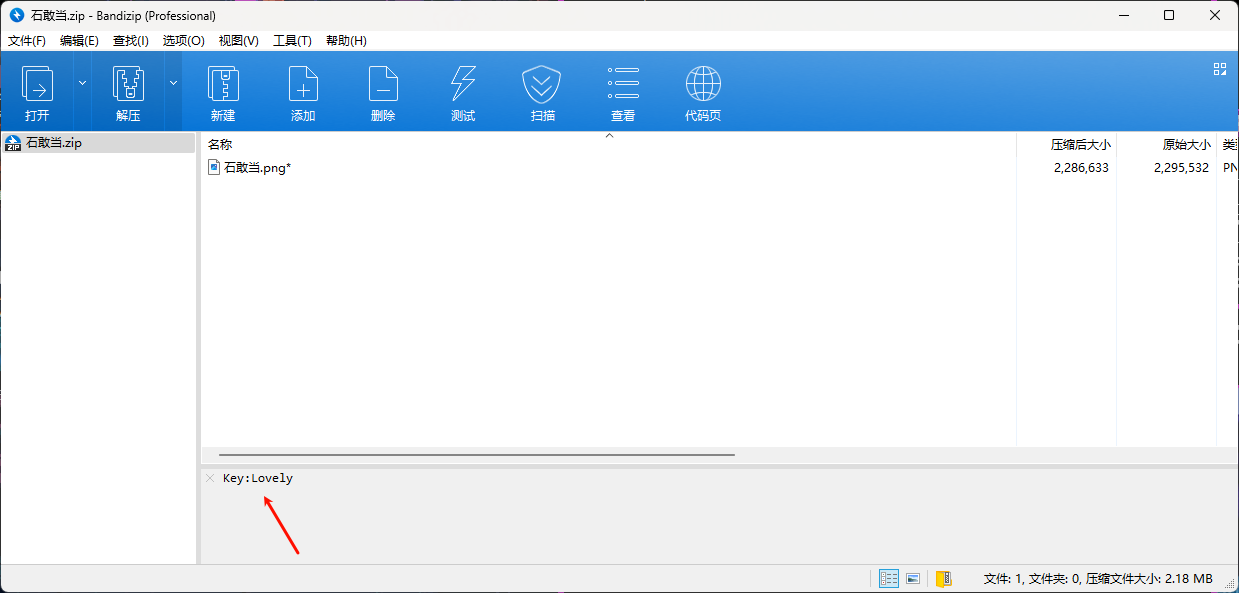 石敢当.zip - Bandizip (Professional)
文件(F) 编辑(E) 查找(I) 选项(O) 视图(V) 工具(T) 帮助(H)
打开 解压 新建 添加 删除 测试 扫描 查看 代码页
ZIP 石敢当.zip
名称 压缩后大小 原始大小
石敢当.png* 2,286,633 2,295,532 PN
Key:Lovely
文件: 1, 文件夹: 0, 压缩文件大小: 2.18 MB